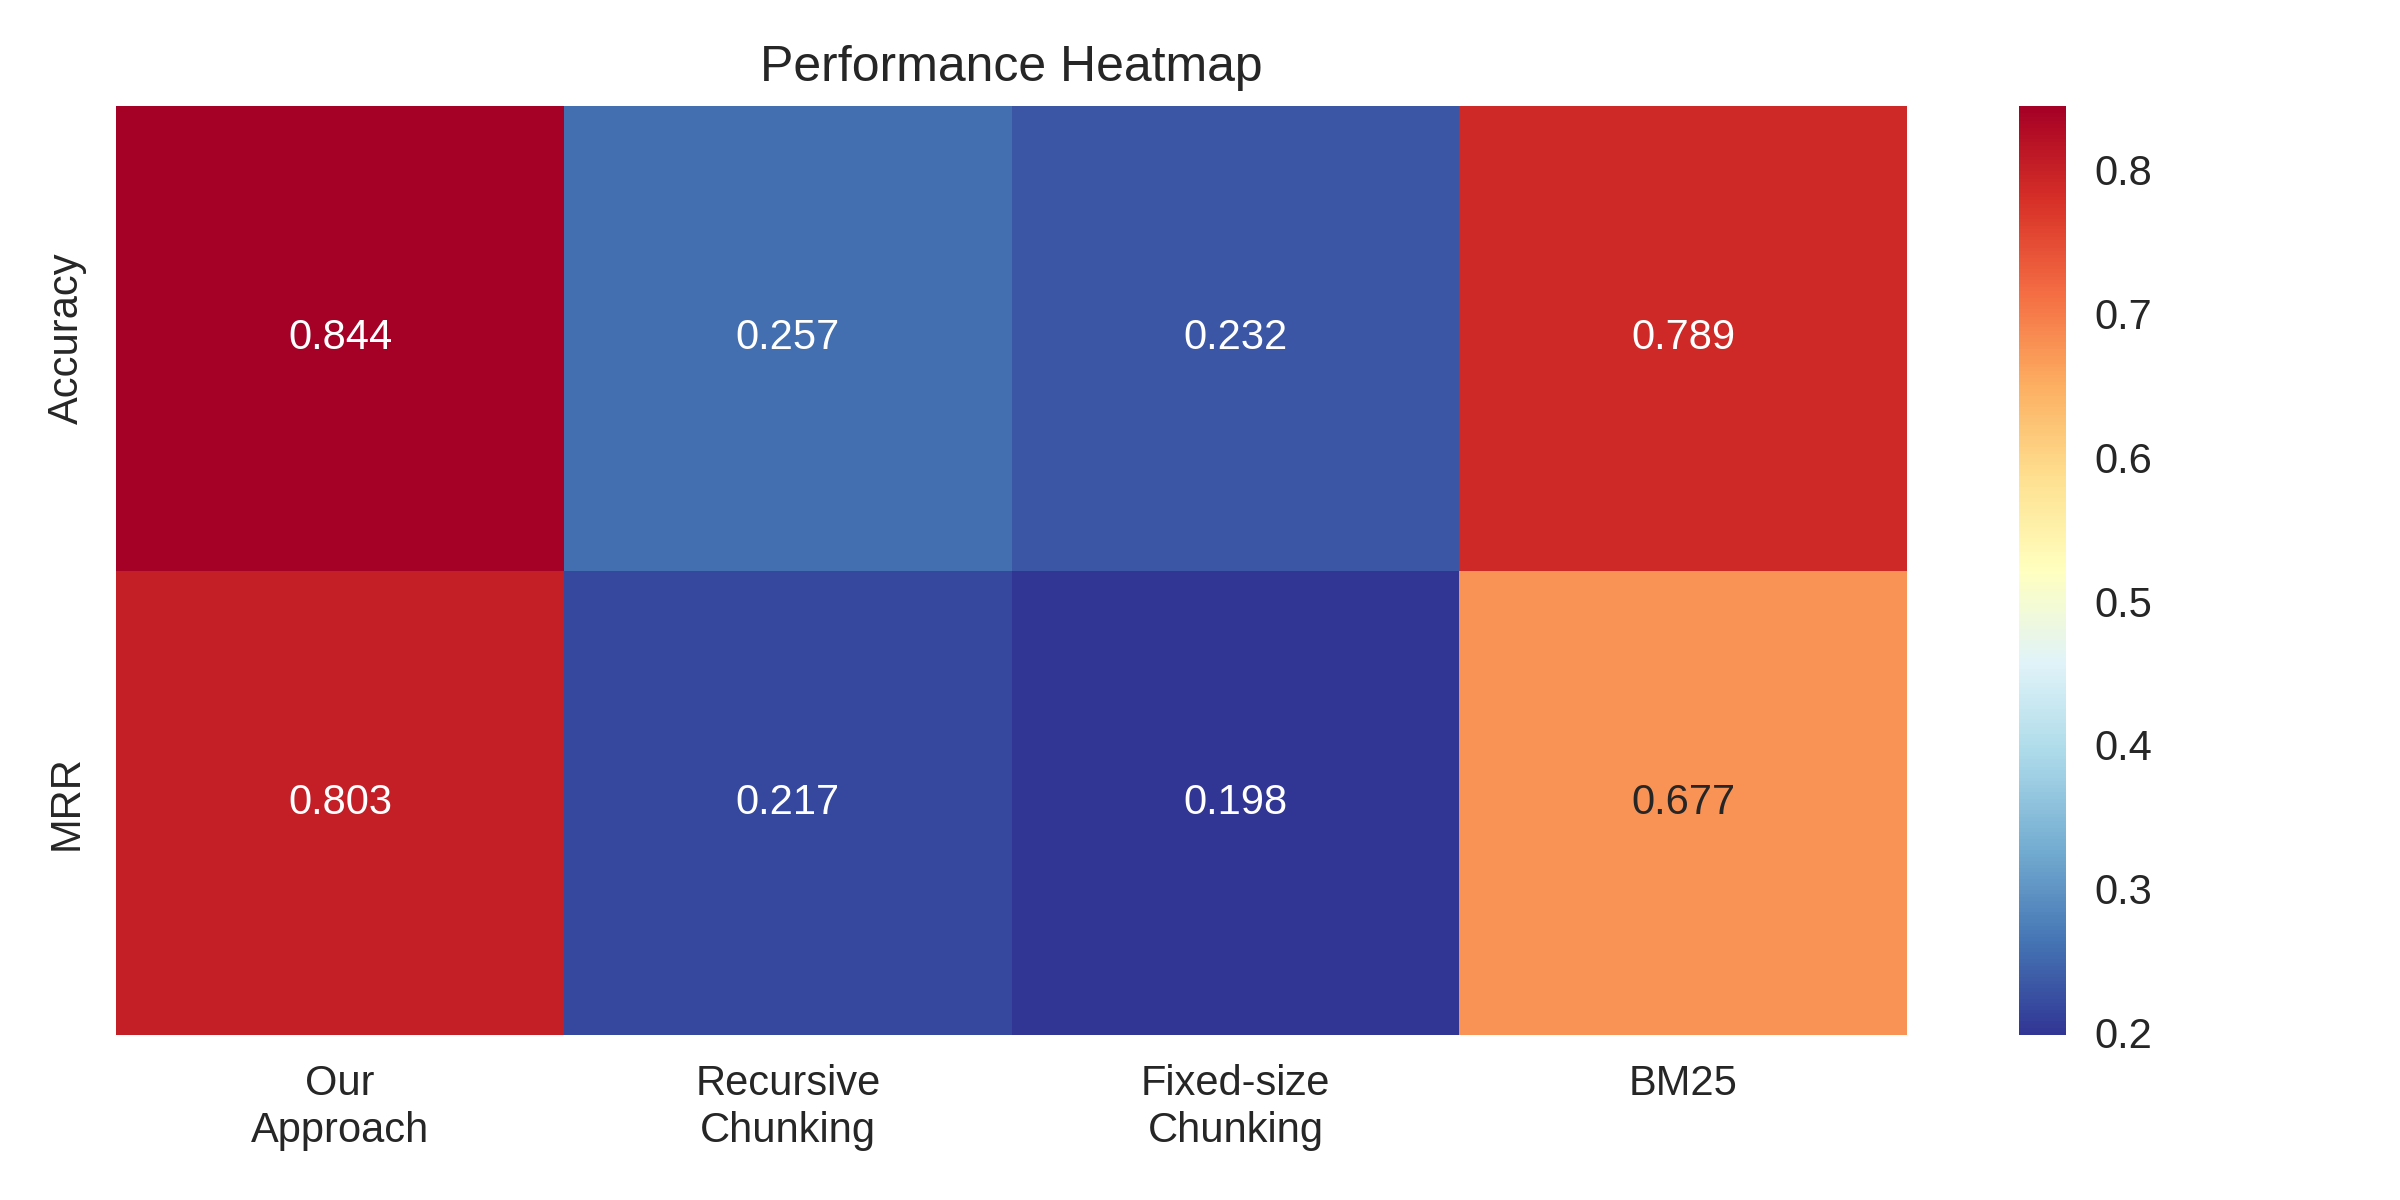 Performance Heatmap
Accuracy
0.844
0.257
0.232
0.789
MRR
0.803
0.217
0.198
0.677
Our
Approach
Recursive
Chunking
Fixed-size
Chunking
BM25
0.8
0.7
0.6
0.5
0.4
0.3
0.2